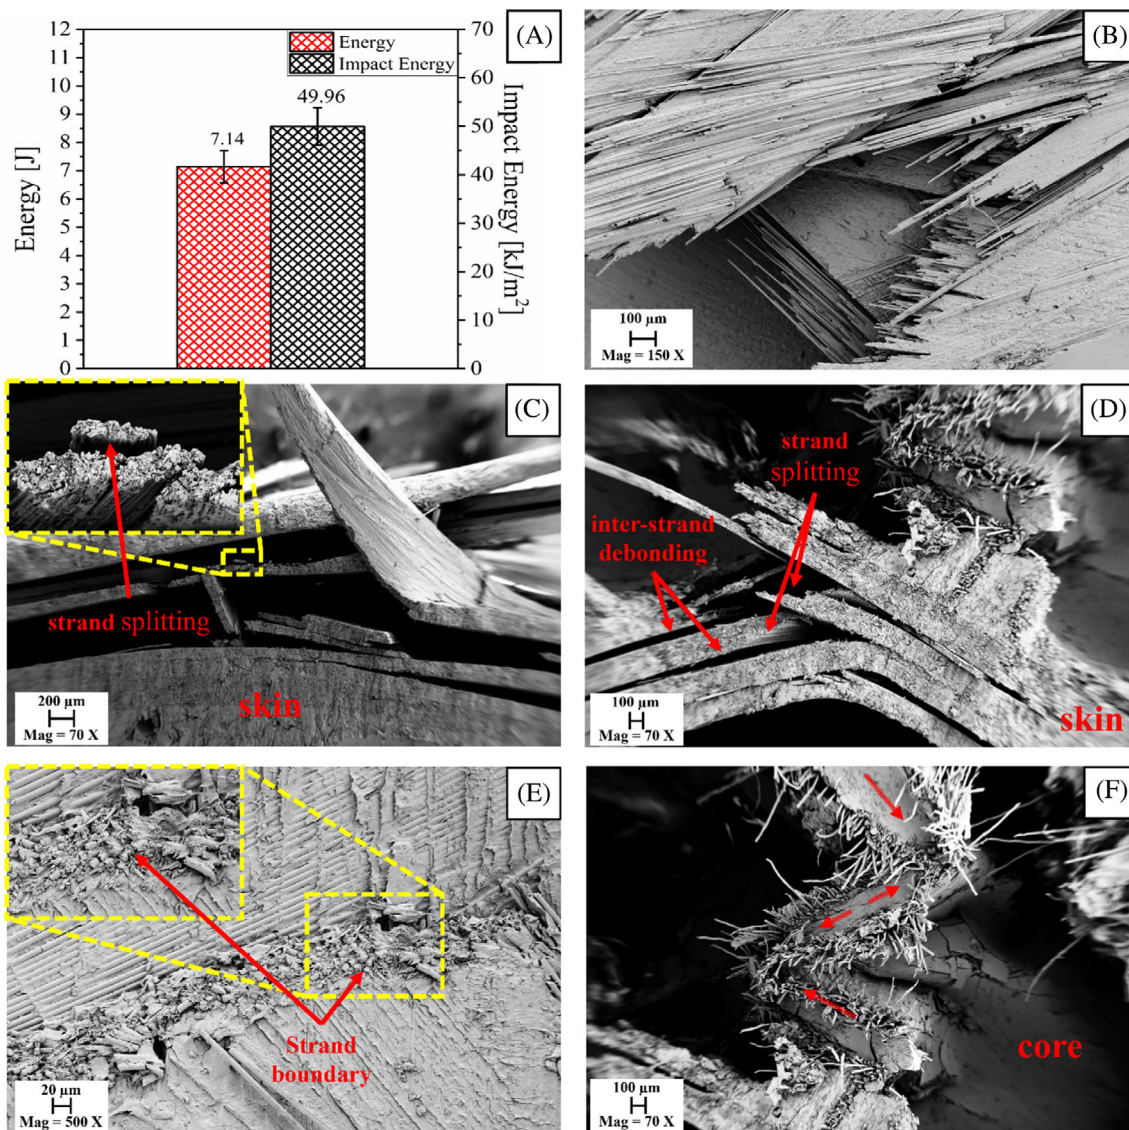 (A)
Energy
Impact Energy
7.14
49.96
12
11
10
9
8
7
6
5
4
3
2
1
0
Energy [J]
70
60
50
40
30
20
10
0
Impact Energy [kJ/m²]
(B)
100 µm
Mag = 150 X
(C)
strand splitting
skin
200 µm
Mag = 70 X
(D)
strand
splitting
inter-strand
debonding
skin
100 µm
Mag = 70 X
(E)
Strand
boundary
20 µm
Mag = 500 X
(F)
core
100 µm
Mag = 70 X